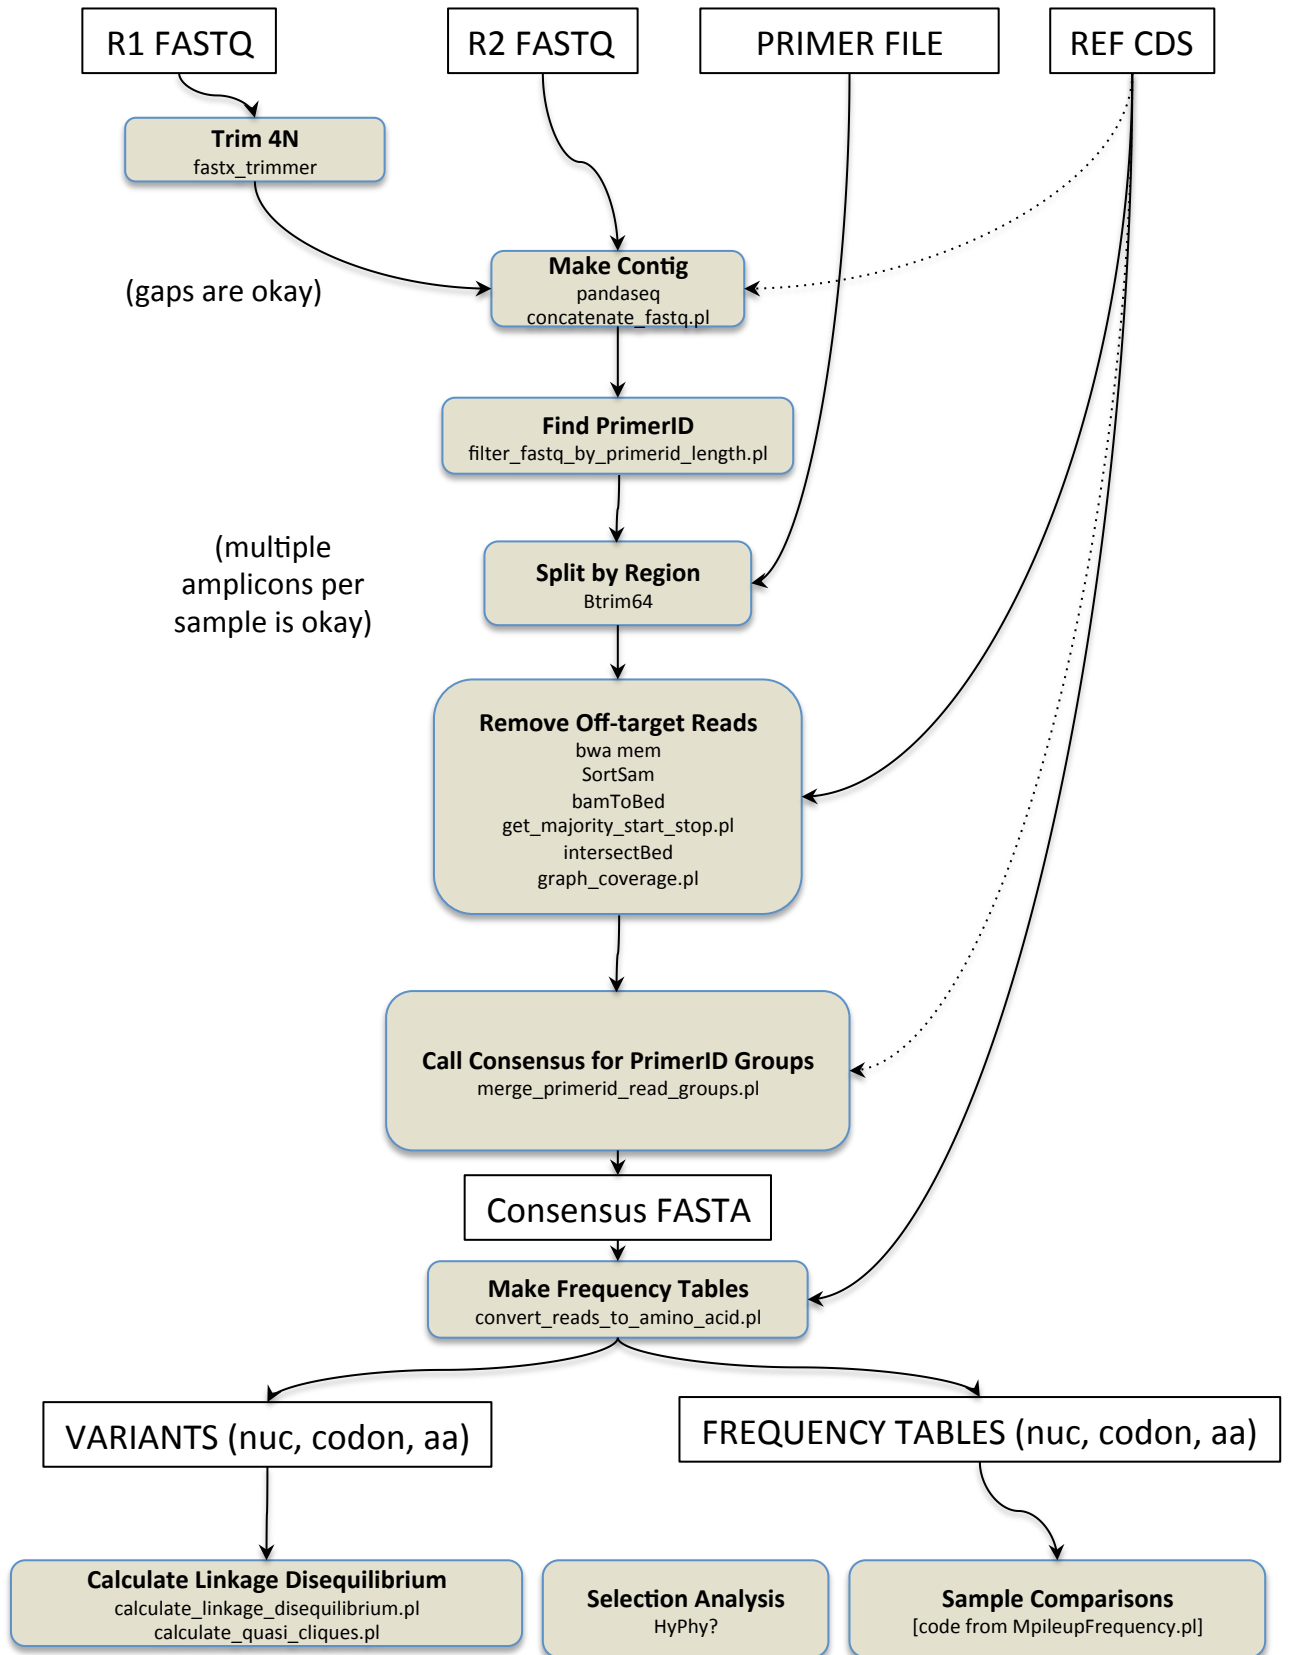 R1 FASTQ
R2 FASTQ
PRIMER FILE
REF CDS
Trim 4N
fastx_trimmer
(gaps are okay)
Make Contig
pandaseq
concatenate_fastq.pl
Find PrimerID
filter_fastq_by_primerid_length.pl
(multiple
amplicons per
sample is okay)
Split by Region
Btrim64
Remove Off-target Reads
bwa mem
SortSam
bamToBed
get_majority_start_stop.pl
intersectBed
graph_coverage.pl
Call Consensus for PrimerID Groups
merge_primerid_read_groups.pl
Consensus FASTA
Make Frequency Tables
convert_reads_to_amino_acid.pl
VARIANTS (nuc, codon, aa)
FREQUENCY TABLES (nuc, codon, aa)
Calculate Linkage Disequilibrium
calculate_linkage_disequilibrium.pl
calculate_quasi_cliques.pl
Selection Analysis
HyPhy?
Sample Comparisons
[code from MpileupFrequency.pl]